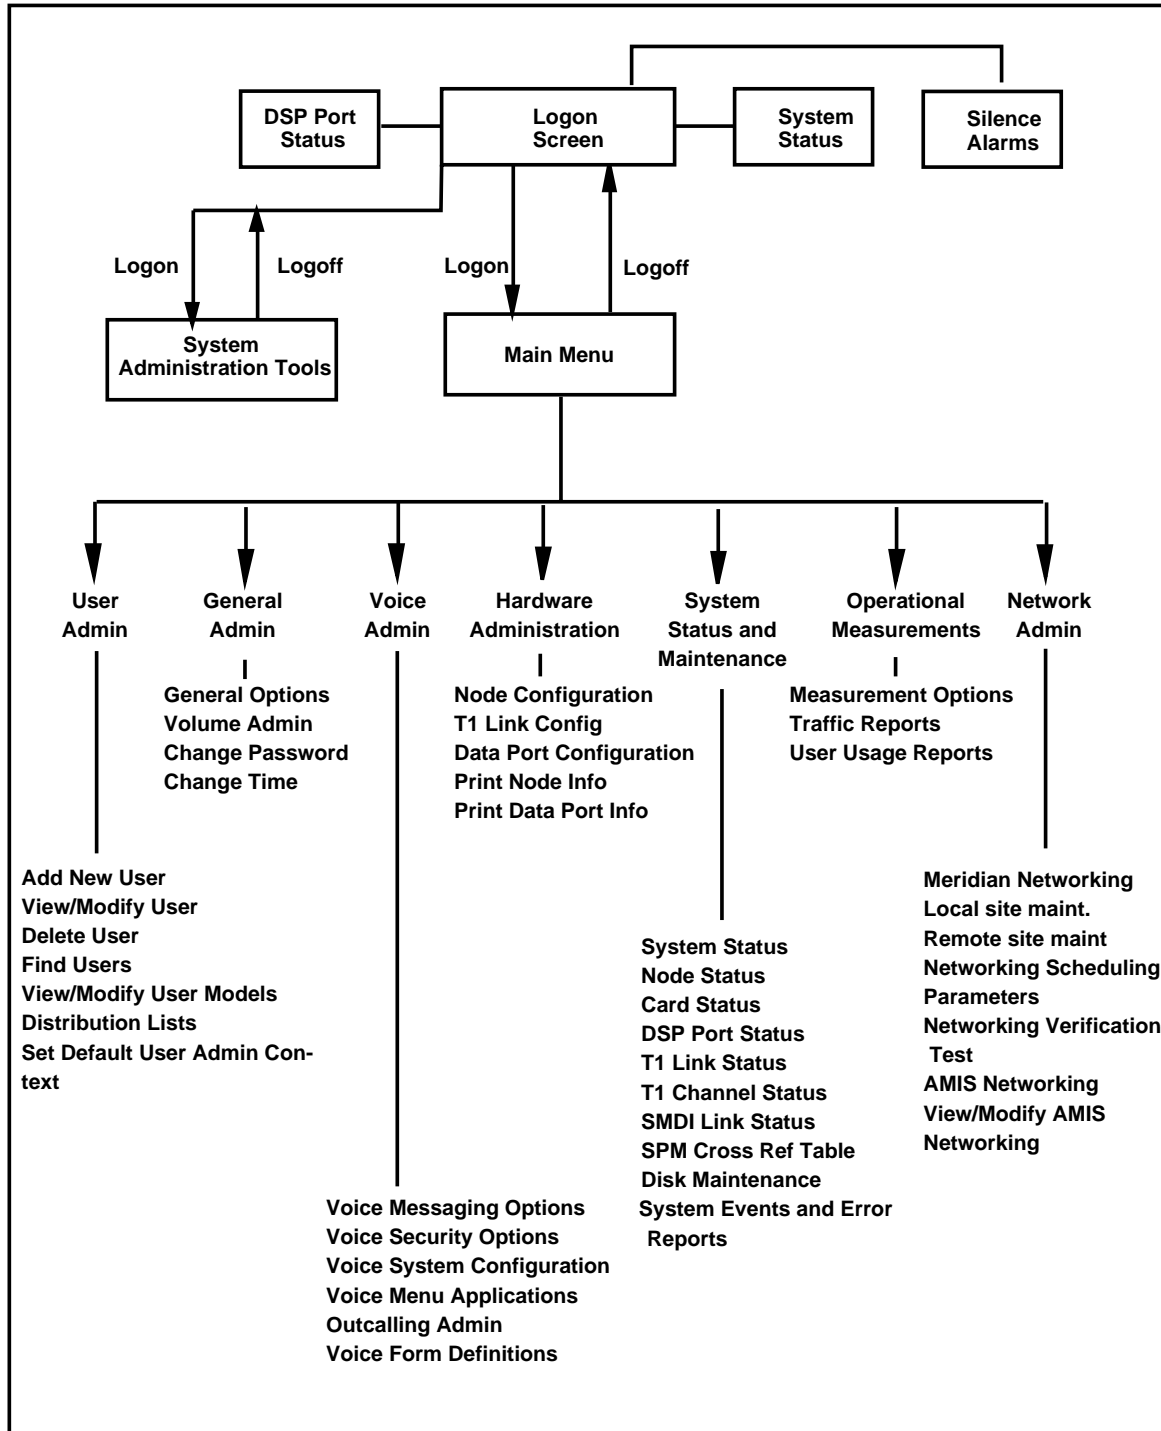 DSP Port
Status
Logon
Screen
System
Status
Silence
Alarms
Logon
Logoff
Logon
Logoff
System
Administration Tools
Main Menu
User
Admin
General
Admin
Voice
Admin
Hardware
Administration
System
Status and
Maintenance
Operational
Measurements
Network
Admin
General Options
Volume Admin
Change Password
Change Time
Node Configuration
T1 Link Config
Data Port Configuration
Print Node Info
Print Data Port Info
Measurement Options
Traffic Reports
User Usage Reports
Add New User
View/Modify User
Delete User
Find Users
View/Modify User Models
Distribution Lists
Set Default User Admin Con-
text
System Status
Node Status
Card Status
DSP Port Status
T1 Link Status
T1 Channel Status
SMDI Link Status
SPM Cross Ref Table
Disk Maintenance
System Events and Error
Reports
Meridian Networking
Local site maint.
Remote site maint
Networking Scheduling
Parameters
Networking Verification
Test
AMIS Networking
View/Modify AMIS
Networking
Voice Messaging Options
Voice Security Options
Voice System Configuration
Voice Menu Applications
Outcalling Admin
Voice Form Definitions